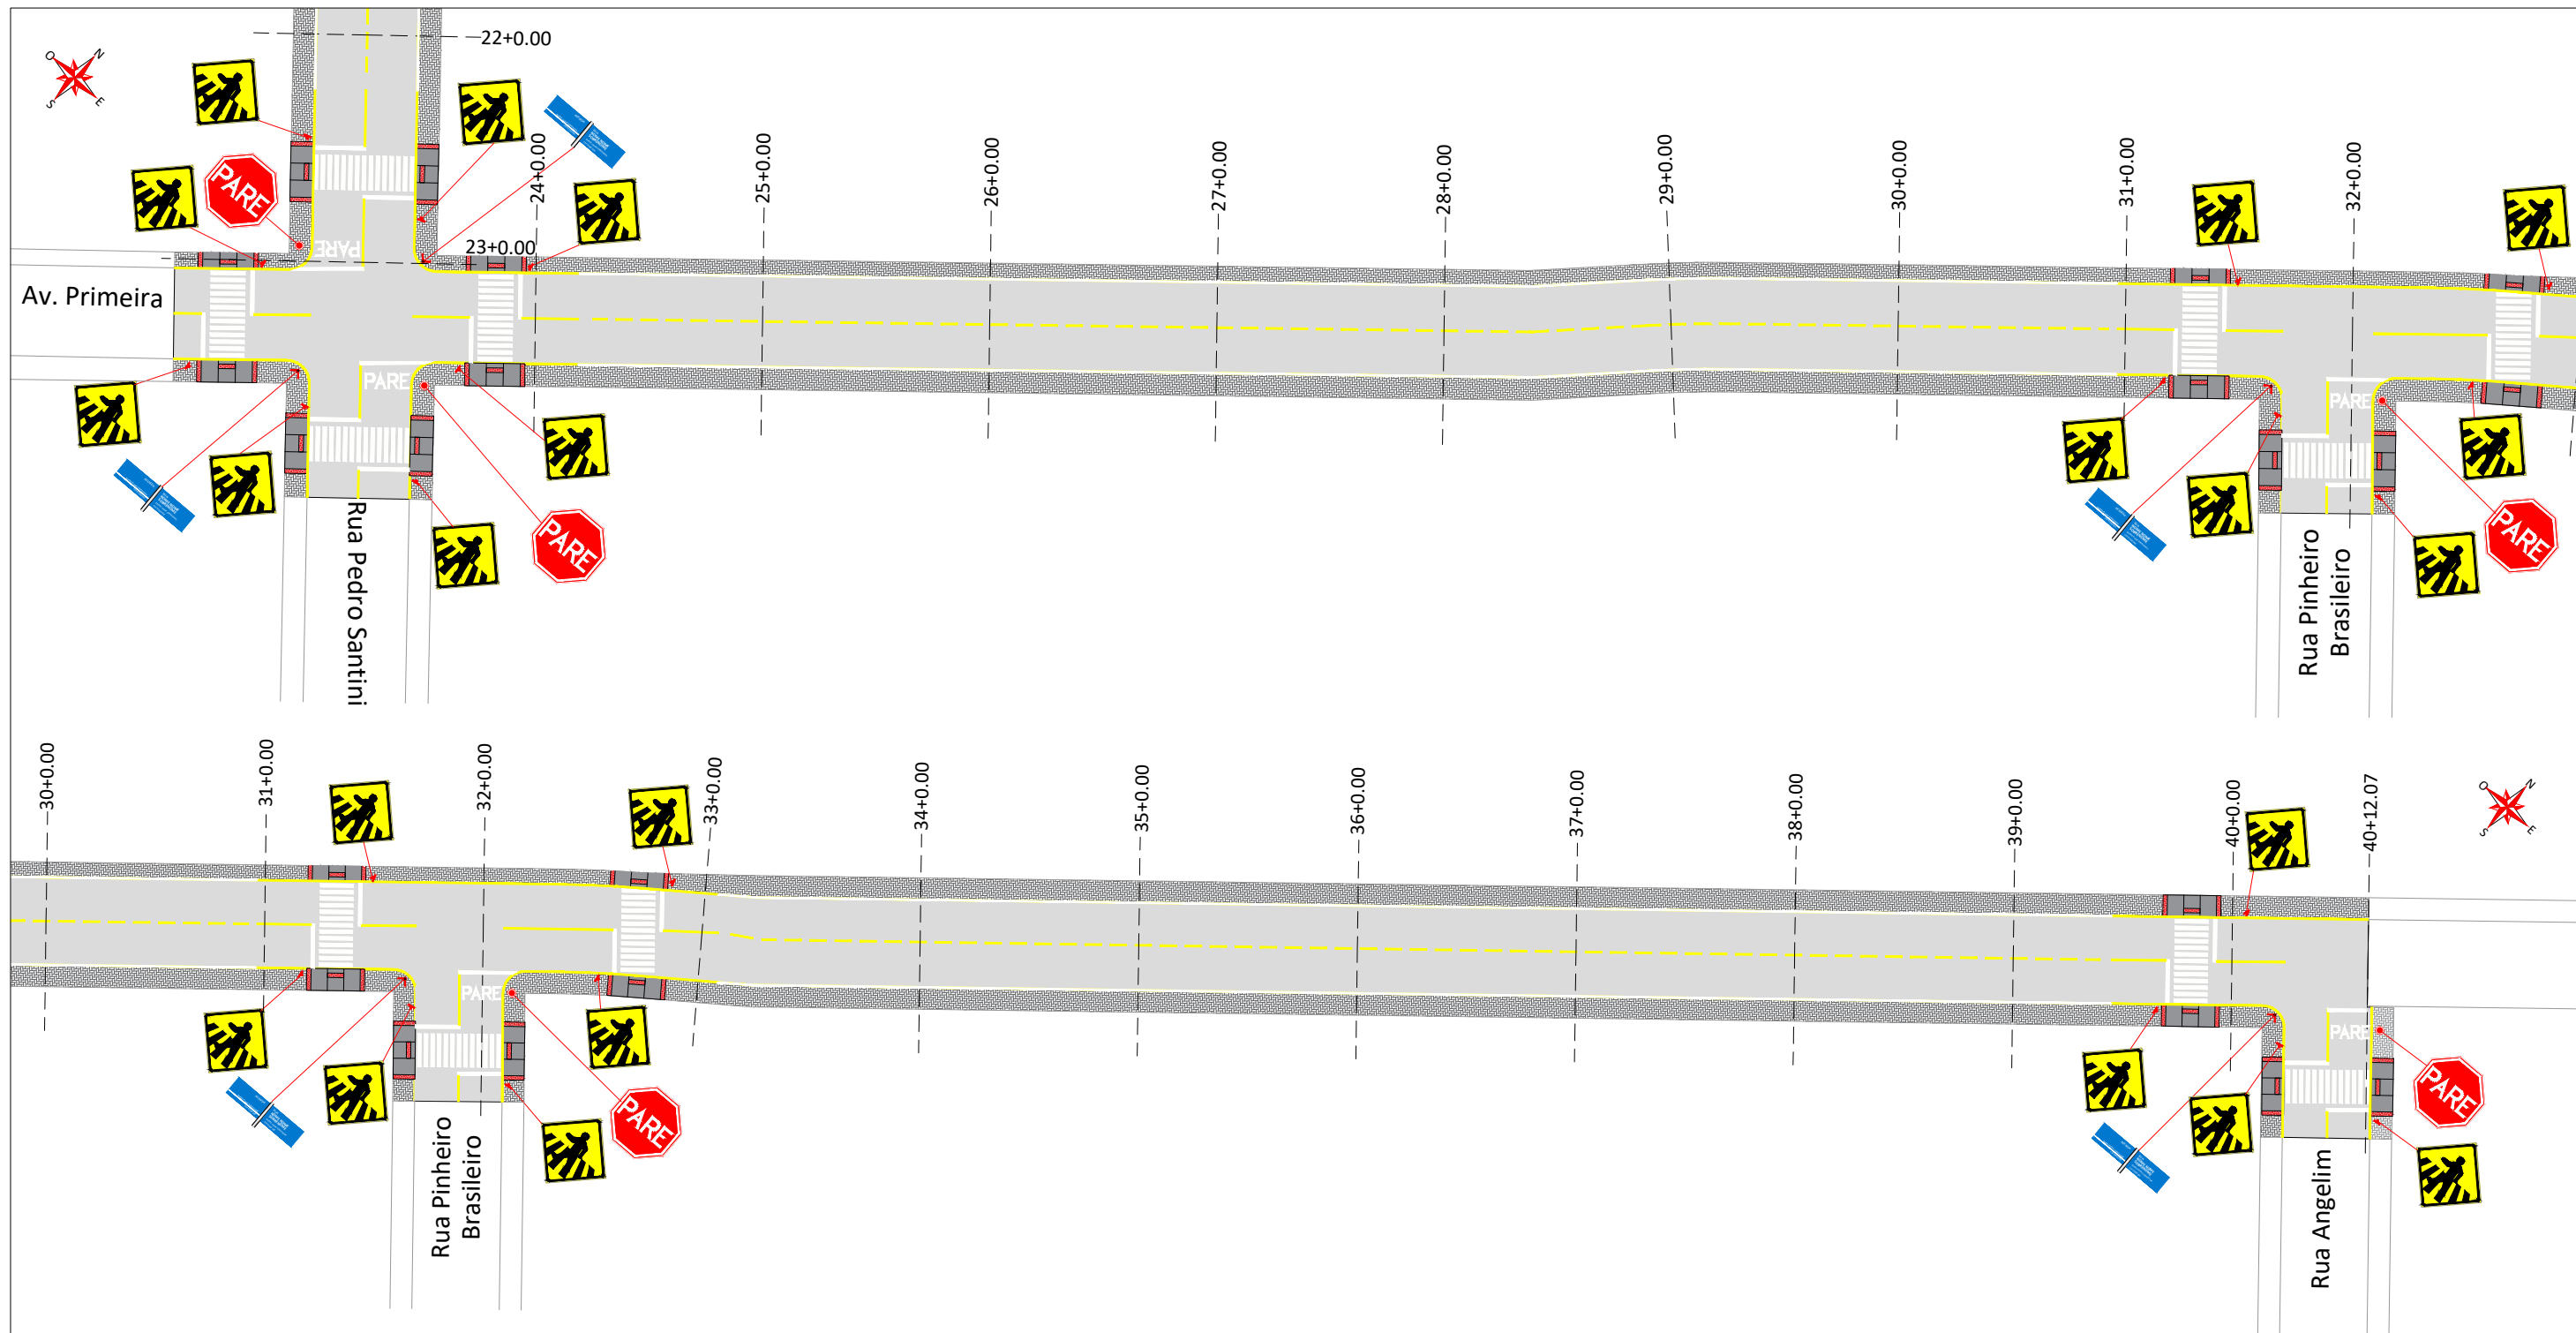 22+0.00
O
N
S
E
PARE
24+0.00
25+0.00
26+0.00
27+0.00
28+0.00
29+0.00
30+0.00
31+0.00
32+0.00
PARE
23+0.00
Av. Primeira
PARE
PARE
PARE
PARE
PARE
Rua Pedro Santini
Rua Pinheiro
Brasileiro
30+0.00
31+0.00
32+0.00
33+0.00
34+0.00
35+0.00
36+0.00
37+0.00
38+0.00
39+0.00
40+0.00
40+12.07
O
N
S
E
PARE
PARE
PARE
PARE
Rua Pinheiro
Brasileiro
Rua Angelim